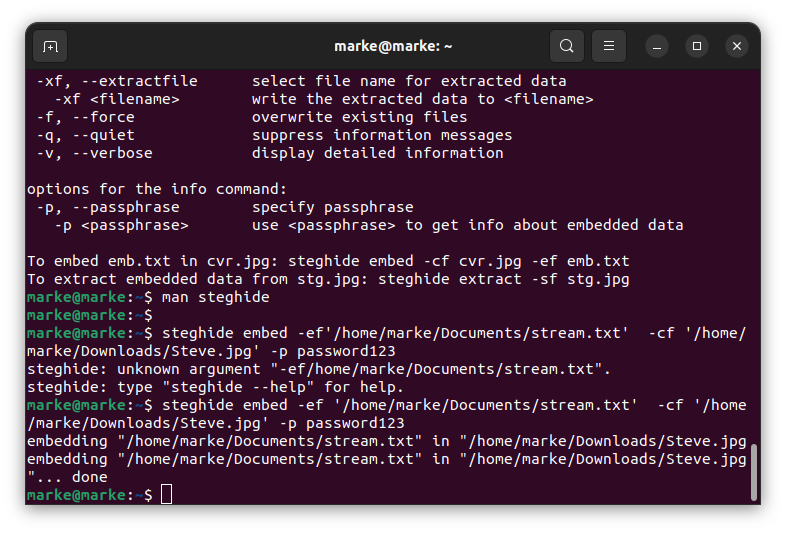 marke@marke: ~
-xf, --extractfile      select file name for extracted data
-xf <filename>        write the extracted data to <filename>
-f, --force             overwrite existing files
-q, --quiet             suppress information messages
-v, --verbose           display detailed information
options for the info command:
-p, --passphrase        specify passphrase
-p <passphrase>       use <passphrase> to get info about embedded data
To embed emb.txt in cvr.jpg: steghide embed -cf cvr.jpg -ef emb.txt
To extract embedded data from stg.jpg: steghide extract -sf stg.jpg
marke@marke:~$ man steghide
marke@marke:~$
marke@marke:~$ steghide embed -ef'/home/marke/Documents/stream.txt'  -cf '/home/
marke/Downloads/Steve.jpg' -p password123
steghide: unknown argument "-ef/home/marke/Documents/stream.txt".
steghide: type "steghide --help" for help.
marke@marke:~$ steghide embed -ef '/home/marke/Documents/stream.txt'  -cf '/home
/marke/Downloads/Steve.jpg' -p password123
embedding "/home/marke/Documents/stream.txt" in "/home/marke/Downloads/Steve.jpg
embedding "/home/marke/Documents/stream.txt" in "/home/marke/Downloads/Steve.jpg
"... done
marke@marke:~$